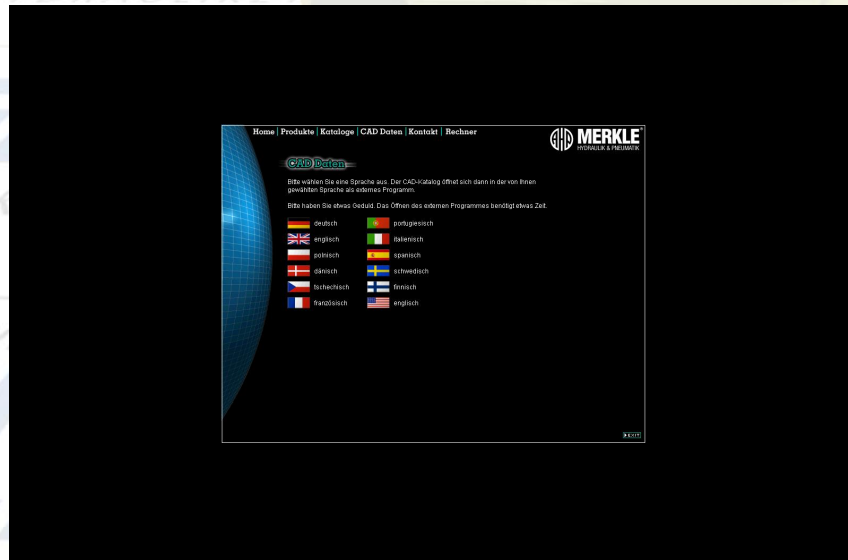 Home | Produkte | Kataloge | CAD Daten | Kontakt | Rechner
AHP MERKLE®
HYDRAULIK & PNEUMATIK
CAD Daten
Bitte wählen Sie eine Sprache aus. Der CAD-Katalog öffnet sich dann in der von Ihnen
gewählten Sprache als externes Programm.
Bitte haben Sie etwas Geduld. Das Öffnen des externen Programmes benötigt etwas Zeit.
deutsch portugiesisch
englisch italienisch
polnisch spanisch
dänisch schwedisch
tschechisch finnisch
französisch englisch
EXIT